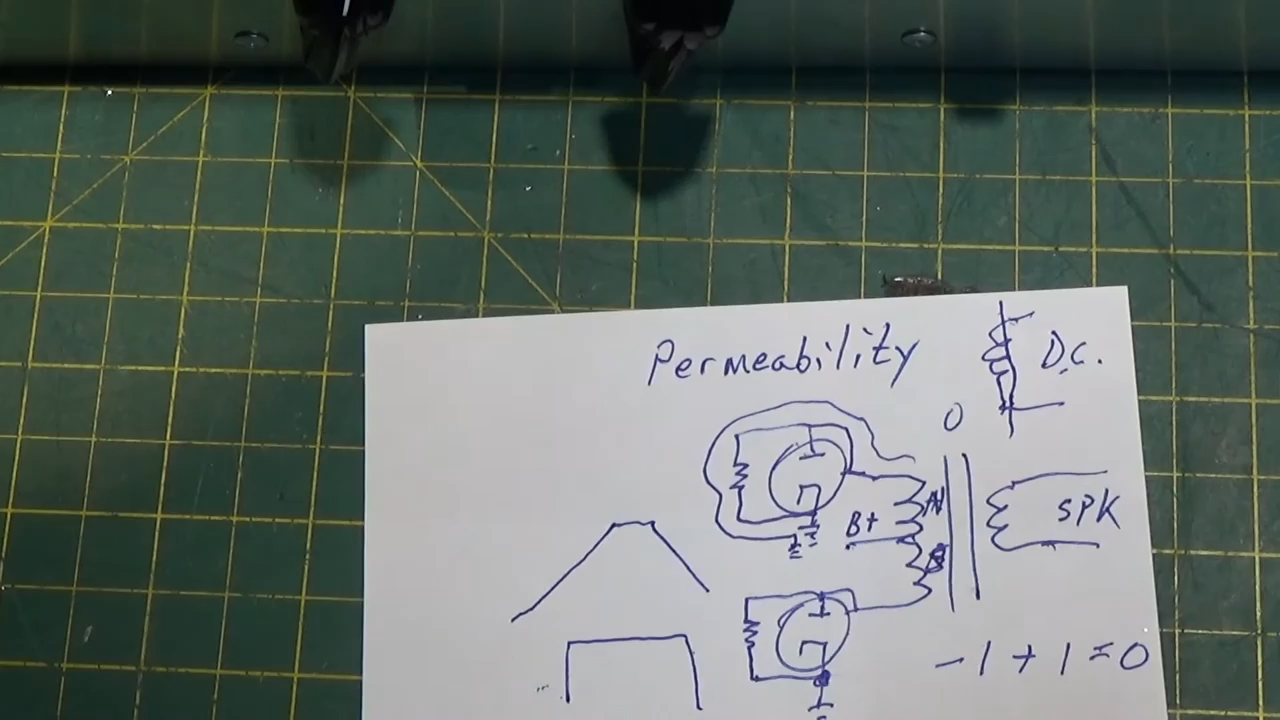 Permeability
D.C.
0
B+
SPK
-1 + 1 = 0